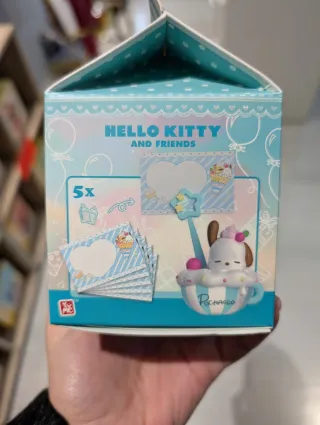 HELLO KITTY
AND FRIENDS
5x
Pochacco